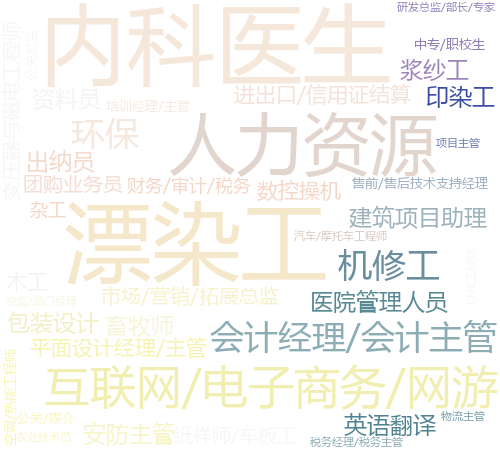 研发总监/部长/专家
内科医生
中专/职校生
浆纱工
公关总监
变压器与磁电工程师
资料员
进出口/信用证结算
印染工
培训经理/主管
人力资源
环保
项目主管
出纳员
团购业务员
财务/审计/税务
数控操机
售前/售后技术支持经理
杂工
漂染工
建筑项目助理
汽车/摩托车工程师
机修工
木工
市场/营销/拓展总监
医院管理人员
包装设计
畜牧师
会计经理/会计主管
平面设计经理/主管
互联网/电子商务/网游
公关/媒介
英语翻译
物流主管
安防主管
纸样师/车板工
农业技术员
税务经理/税务主管